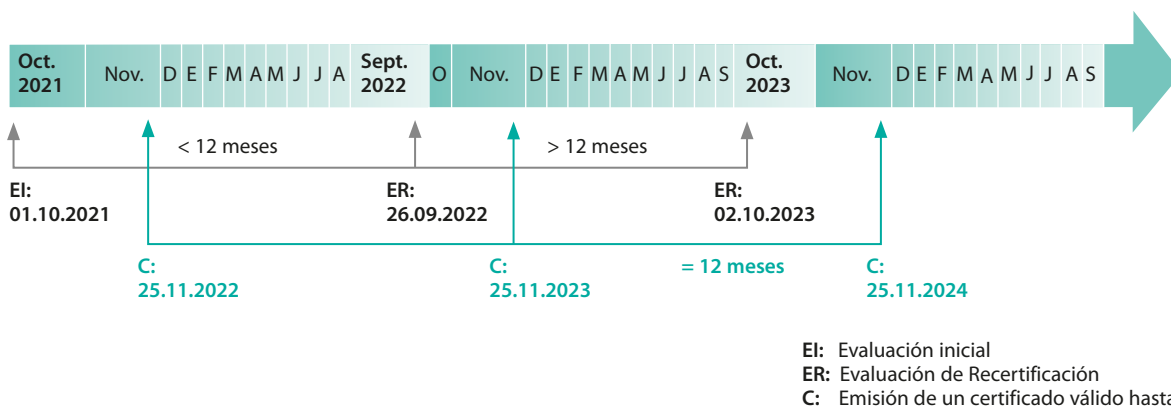 Oct. 2021 Nov. D E F M A M J J A Sept. 2022 O Nov. D E F M A M J J A S Oct. 2023 Nov. D E F M A M J J A S
< 12 meses > 12 meses
EI: ER: ER:
01.10.2021 26.09.2022 02.10.2023
C: C: = 12 meses C:
25.11.2022 25.11.2023 25.11.2024
EI: Evaluación inicial
ER: Evaluación de Recertificación
C: Emisión de un certificado válido hasta